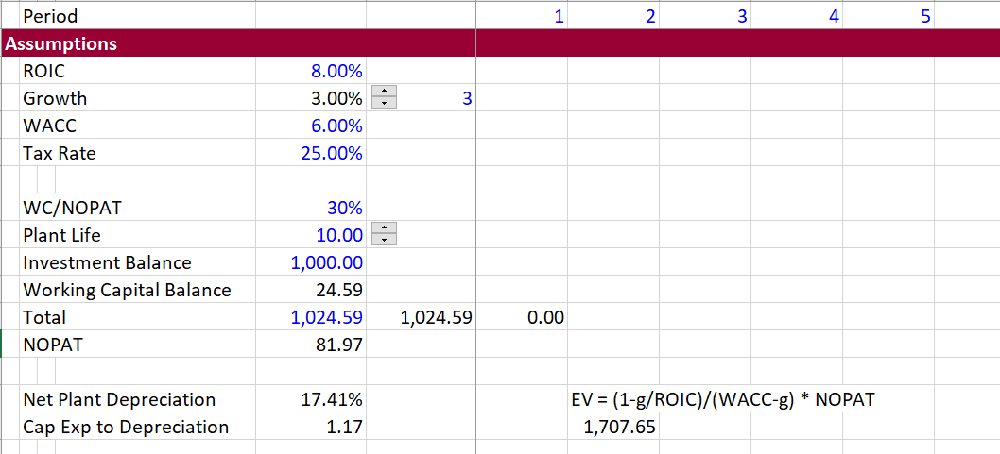 Period 1 2 3 4 5
Assumptions
ROIC 8.00%
Growth 3.00% 3
WACC 6.00%
Tax Rate 25.00%
WC/NOPAT 30%
Plant Life 10.00
Investment Balance 1,000.00
Working Capital Balance 24.59
Total 1,024.59 1,024.59 0.00
NOPAT 81.97
Net Plant Depreciation 17.41% EV = (1-g/ROIC)/(WACC-g) * NOPAT
Cap Exp to Depreciation 1.17 1,707.65